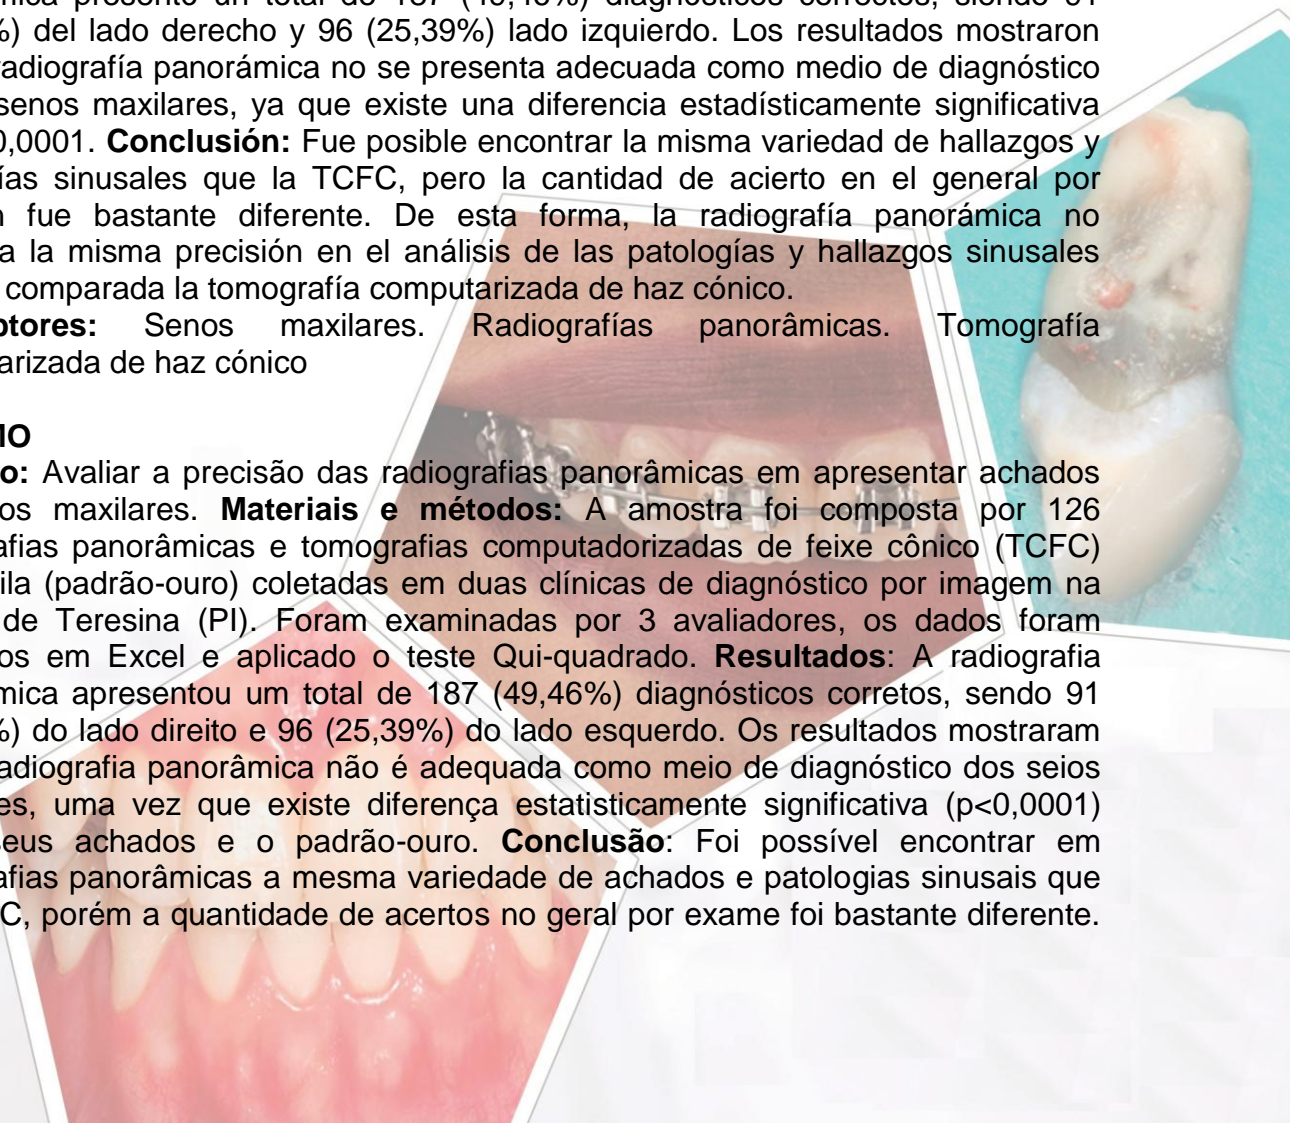 presentó un total de 187 diagnósticos correctos, siendo 91
%) del lado derecho y 96 (25,39%) lado izquierdo. Los resultados mostraron
radiografía panorámica no se presenta adecuada como medio de diagnóstico
senos maxilares, ya que existe una diferencia estadísticamente significativa
0,0001. Conclusión: Fue posible encontrar la misma variedad de hallazgos y
ías sinusales que la TCFC, pero la cantidad de acierto en el general por
fue bastante diferente. De esta forma, la radiografía panorámica no
a la misma precisión en el análisis de las patologías y hallazgos sinusales
comparada la tomografía computarizada de haz cónico.
ptores: Senos maxilares. Radiografías panorâmicas. Tomografía
arizada de haz cónico
MO
o: Avaliar a precisão das radiografias panorâmicas em apresentar achados
os maxilares. Materiais e métodos: A amostra foi composta por 126
afias panorâmicas e tomografias computadorizadas de feixe cônico (TCFC)
ila (padrão-ouro) coletadas em duas clínicas de diagnóstico por imagem na
de Teresina (PI). Foram examinadas por 3 avaliadores, os dados foram
os em Excel e aplicado o teste Qui-quadrado. Resultados: A radiografia
mica apresentou um total de 187 (49,46%) diagnósticos corretos, sendo 91
%) do lado direito e 96 (25,39%) do lado esquerdo. Os resultados mostraram
adiografia panorâmica não é adequada como meio de diagnóstico dos seios
es, uma vez que existe diferença estatisticamente significativa (p<0,0001)
seus achados e o padrão-ouro. Conclusão: Foi possível encontrar em
afias panorâmicas a mesma variedade de achados e patologias sinusais que
C, porém a quantidade de acertos no geral por exame foi bastante diferente.